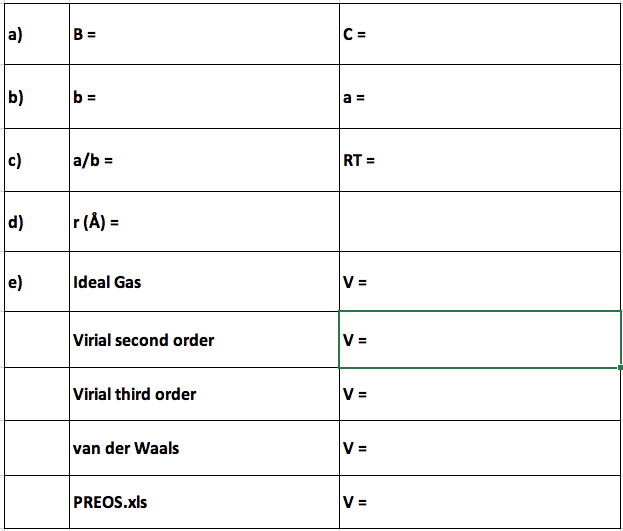 a) B = C =
b) b = a =
c) a/b = RT =
d) r (Å) =
e) Ideal Gas V =
Virial second order V =
Virial third order V =
van der Waals V =
PREOS.xls V =